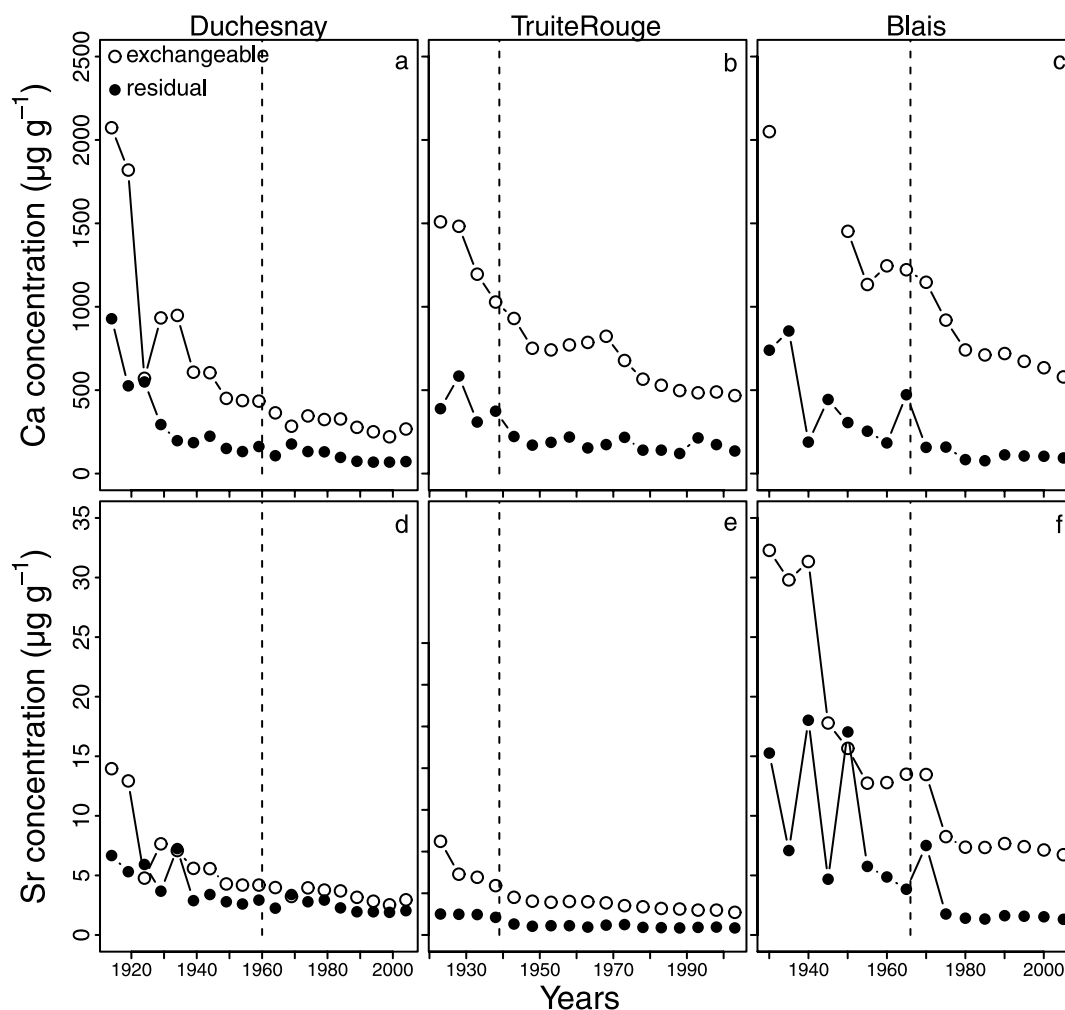 Duchesnay TruiteRouge Blais
exchangeable
residual
a b c
Ca concentration (µg g⁻¹)
2500
2000
1500
1000
500
0
d e f
Sr concentration (µg g⁻¹)
35
30
25
20
15
10
5
0
1920 1940 1960 1980 2000 1930 1950 1970 1990 1940 1960 1980 2000
Years